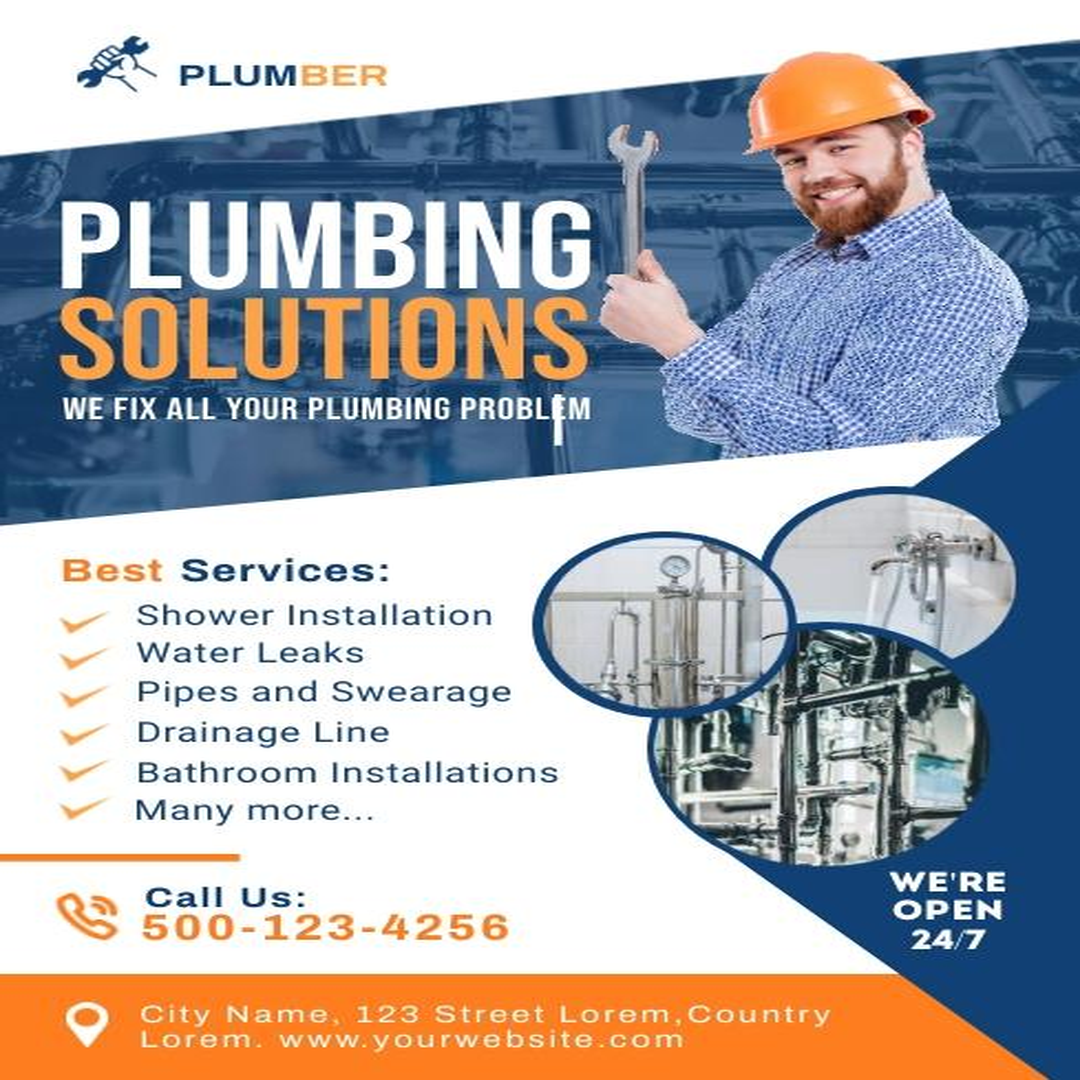 PLUMBER
PLUMBING
SOLUTIONS
WE FIX ALL YOUR PLUMBING PROBLEM
Best Services:
Shower Installation
Water Leaks
Pipes and Swearage
Drainage Line
Bathroom Installations
Many more...
Call Us:
500-123-4256
WE'RE
OPEN
24/7
City Name, 123 Street Lorem,Country
Lorem. www.yourwebsite.com